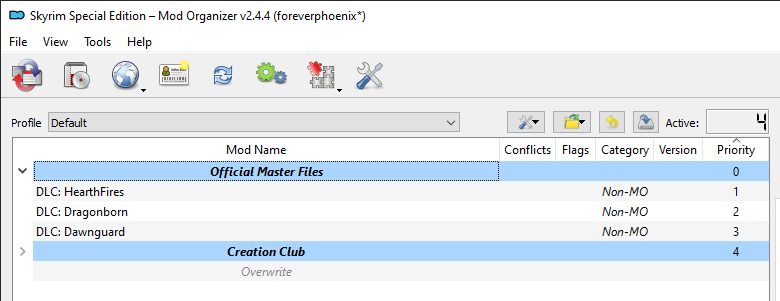 Skyrim Special Edition – Mod Organizer v2.4.4 (foreverphoenix*)
File View Tools Help
Profile Default Active: 4
Mod Name Conflicts Flags Category Version Priority
Official Master Files 0
DLC: HearthFires Non-MO 1
DLC: Dragonborn Non-MO 2
DLC: Dawnguard Non-MO 3
Creation Club 4
Overwrite